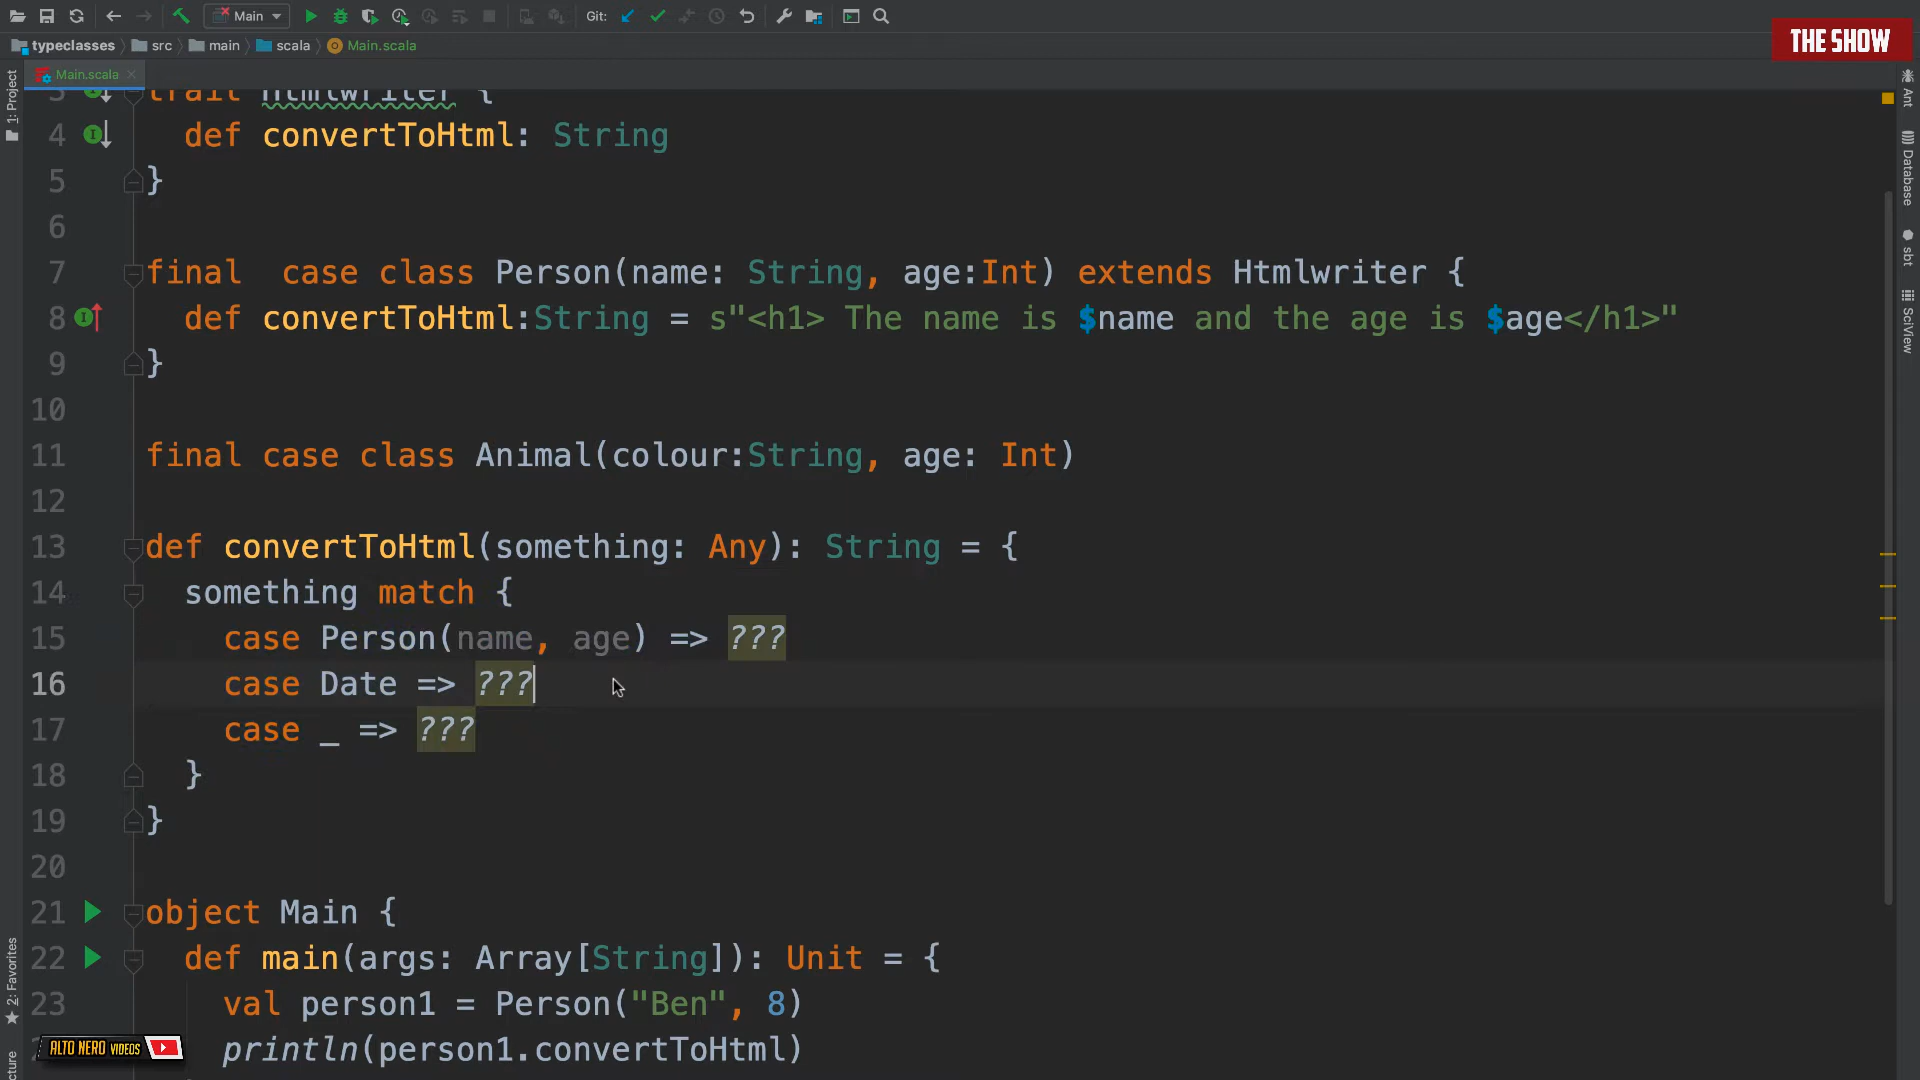 Main
Git:
THE SHOW
typeclasses
src
main
scala
Main.scala
Main.scala
1: Project
3 trait Htmlwriter {
4 def convertToHtml: String
5 }
6
7 final  case class Person(name: String, age:Int) extends Htmlwriter {
8 def convertToHtml:String = s"<h1> The name is $name and the age is $age</h1>"
9 }
10
11 final case class Animal(colour:String, age: Int)
12
13 def convertToHtml(something: Any): String = {
14 something match {
15 case Person(name, age) => ???
16 case Date => ???
17 case _ => ???
18 }
19 }
20
21 object Main {
22 def main(args: Array[String]): Unit = {
23 val person1 = Person("Ben", 8)
println(person1.convertToHtml)
2: Favorites
cture
ALTO NERO VIDEOS
Ant
Database
sbt
SciView